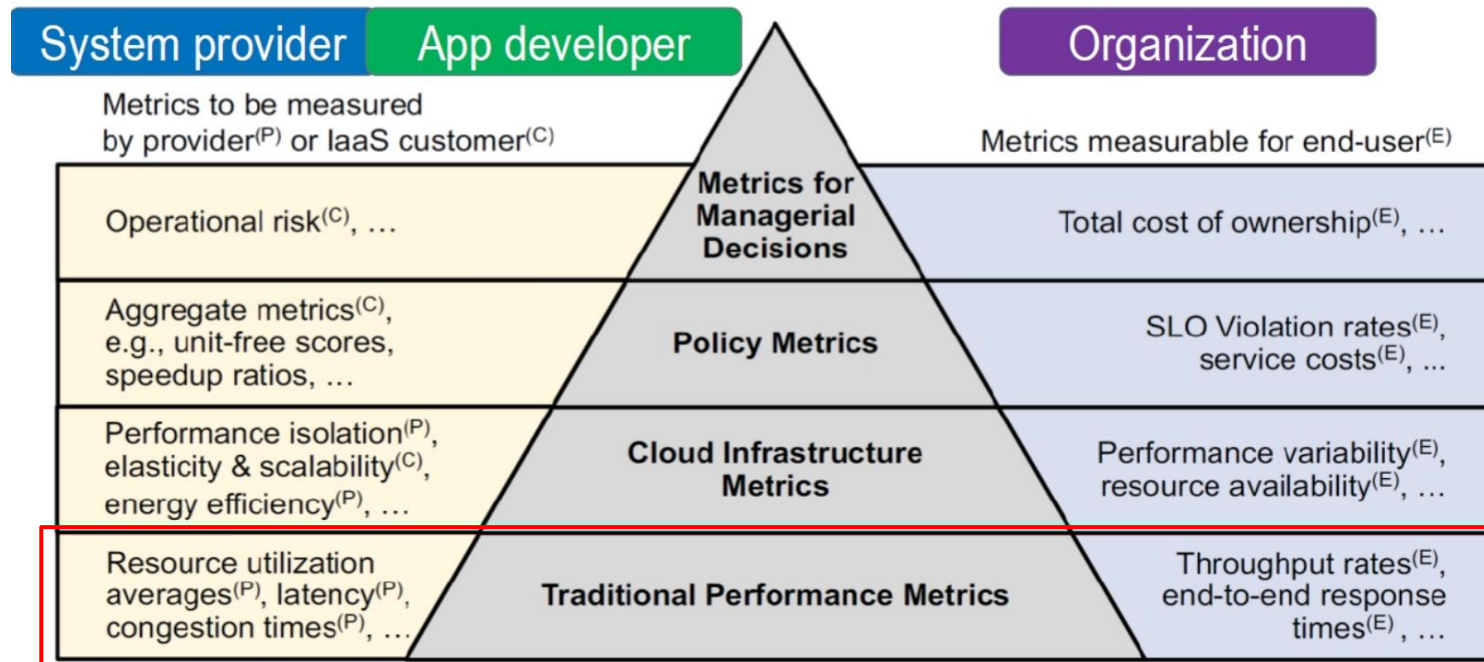 System provider
App developer
Organization
Metrics to be measured
by provider(P) or IaaS customer(C)
Metrics measurable for end-user(E)
Operational risk(C), …
Metrics for
Managerial
Decisions
Total cost of ownership(E), …
Aggregate metrics(C),
e.g., unit-free scores,
speedup ratios, …
Policy Metrics
SLO Violation rates(E),
service costs(E), ...
Performance isolation(P),
elasticity & scalability(C),
energy efficiency(P), …
Cloud Infrastructure
Metrics
Performance variability(E),
resource availability(E), …
Resource utilization
averages(P), latency(P),
congestion times(P), …
Traditional Performance Metrics
Throughput rates(E),
end-to-end response
times(E) , …